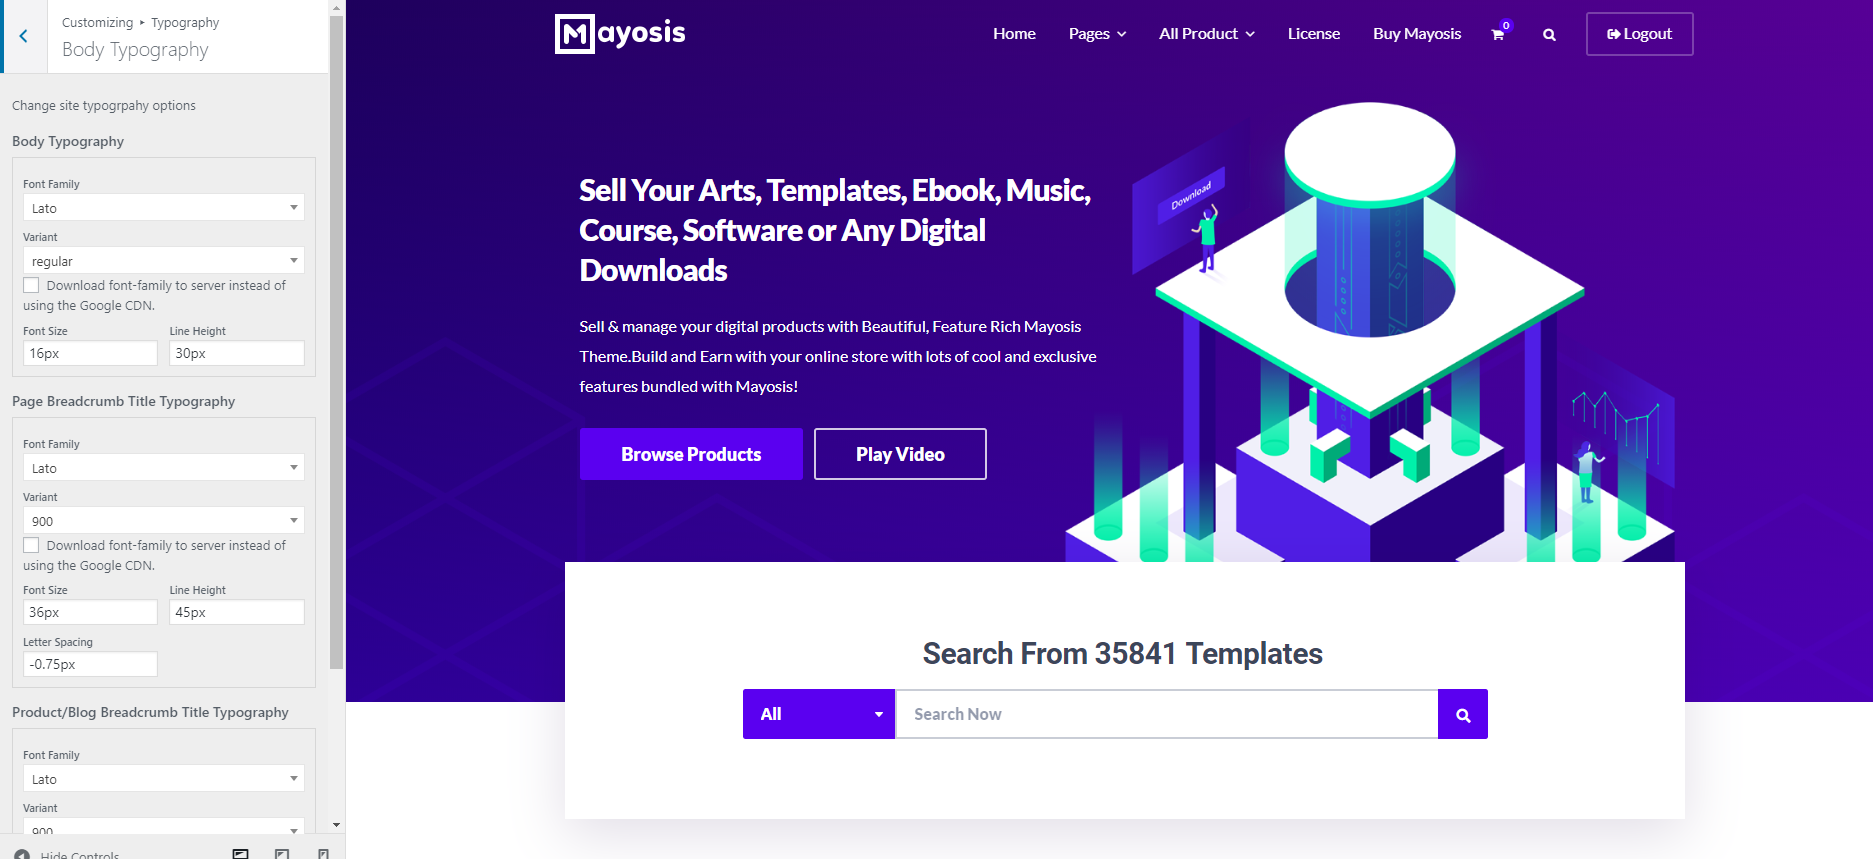 Customizing ▸ Typography
Body Typography
Change site typogrpahy options
Body Typography
Font Family
Lato
Variant
regular
Download font-family to server instead of
using the Google CDN.
Font Size Line Height
16px 30px
Page Breadcrumb Title Typography
Font Family
Lato
Variant
900
Download font-family to server instead of
using the Google CDN.
Font Size Line Height
36px 45px
Letter Spacing
-0.75px
Product/Blog Breadcrumb Title Typography
Font Family
Lato
Variant
900
Hide Controls
Mayosis
Home Pages All Product License Buy Mayosis 0 Logout
Sell Your Arts, Templates, Ebook, Music,
Course, Software or Any Digital
Downloads
Download
Sell & manage your digital products with Beautiful, Feature Rich Mayosis
Theme.Build and Earn with your online store with lots of cool and exclusive
features bundled with Mayosis!
Browse Products Play Video
Search From 35841 Templates
All Search Now